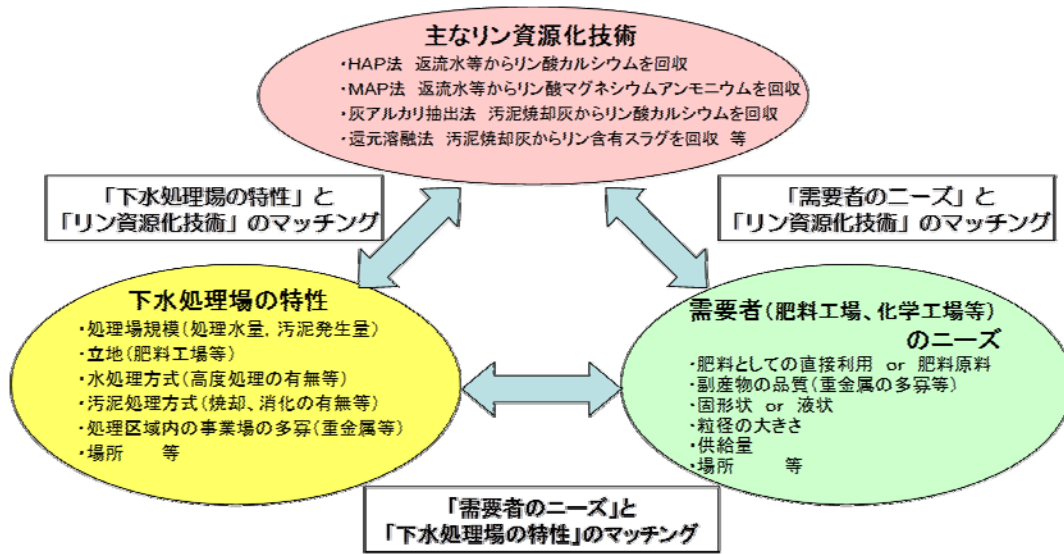 主なリン資源化技術
・HAP法 返流水等からリン酸カルシウムを回収
・MAP法 返流水等からリン酸マグネシウムアンモニウムを回収
・灰アルカリ抽出法 汚泥焼却灰からリン酸カルシウムを回収
・還元溶融法 汚泥焼却灰からリン含有スラグを回収 等
「下水処理場の特性」と
「リン資源化技術」のマッチング
「需要者のニーズ」と
「リン資源化技術」のマッチング
下水処理場の特性
・処理場規模(処理水量,汚泥発生量)
・立地(肥料工場等)
・水処理方式(高度処理の有無等)
・汚泥処理方式(焼却、消化の有無等)
・処理区域内の事業場の多寡(重金属等)
・場所 等
需要者(肥料工場、化学工場等)
のニーズ
・肥料としての直接利用 or 肥料原料
・副産物の品質(重金属の多寡等)
・固形状 or 液状
・粒径の大きさ
・供給量
・場所 等
「需要者のニーズ」と
「下水処理場の特性」のマッチング